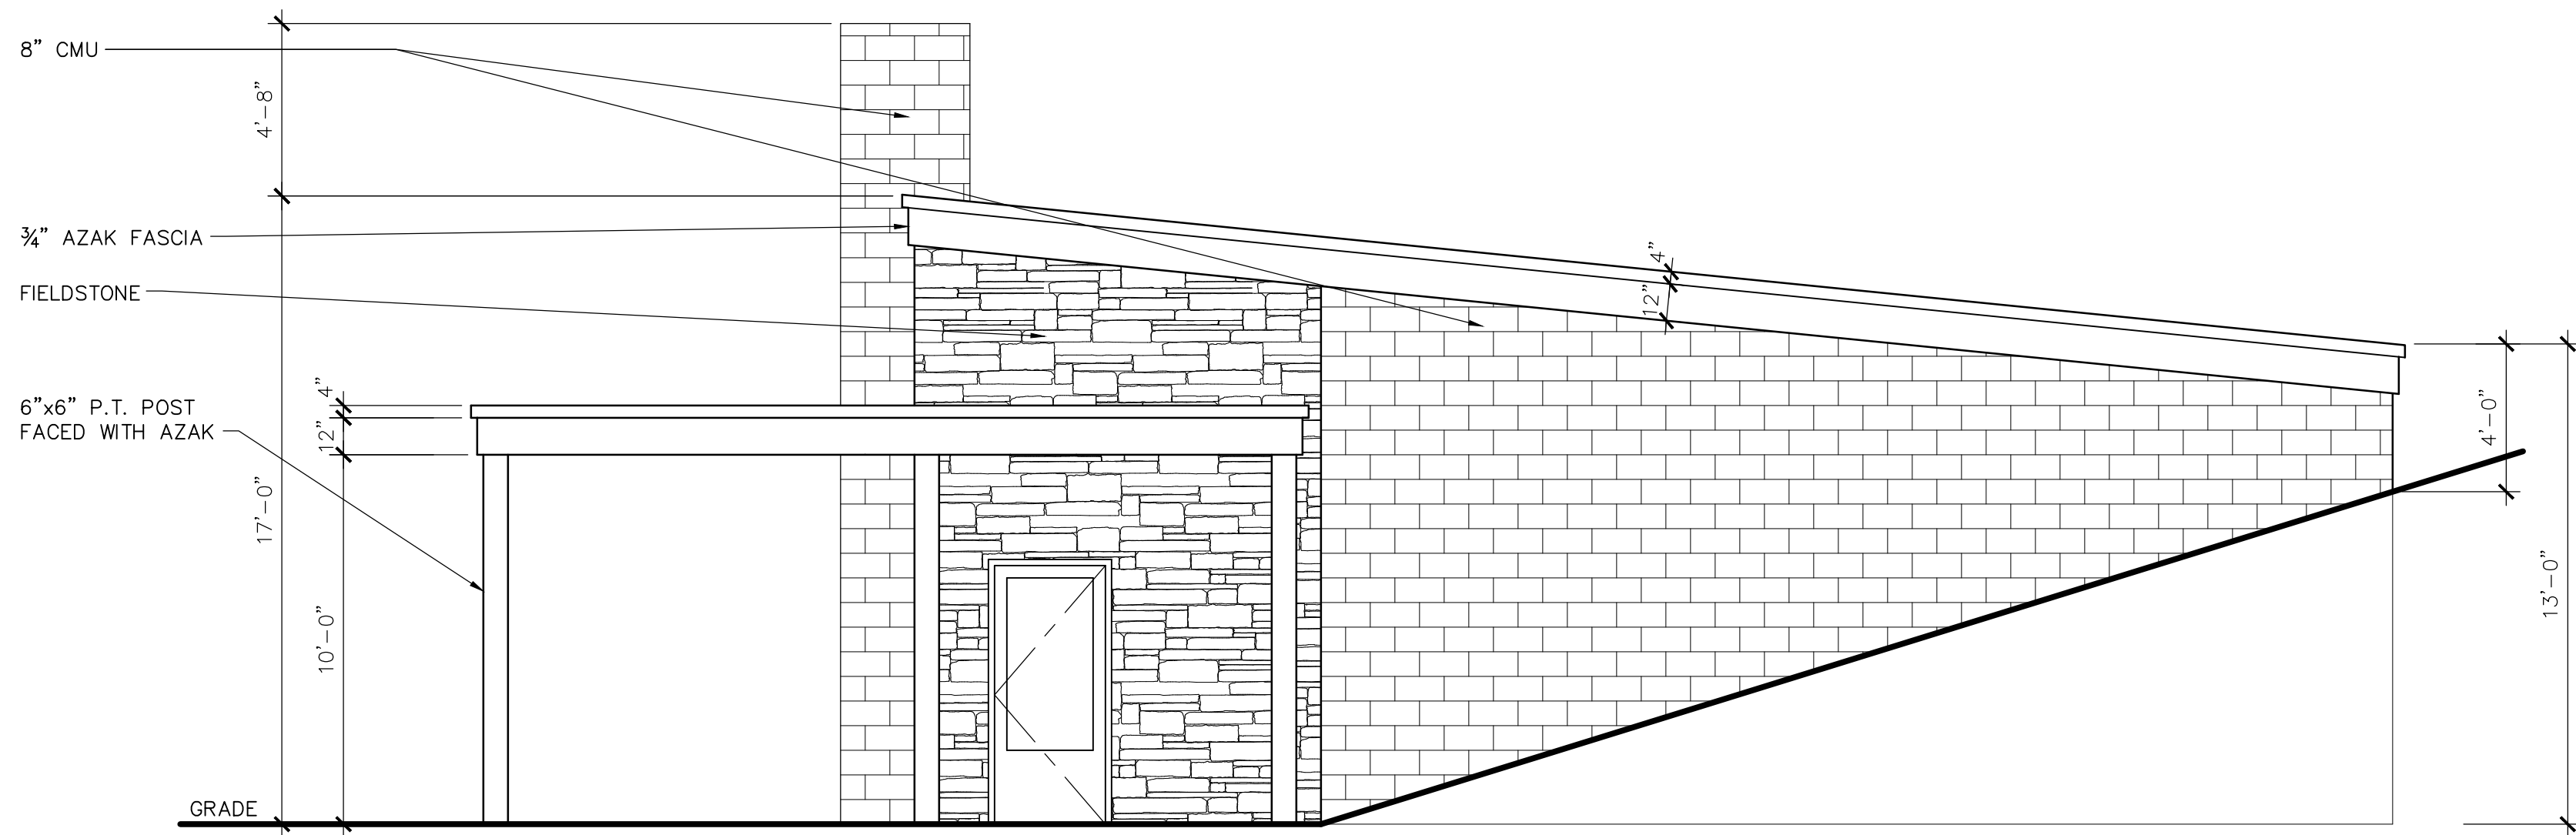 8" CMU
4'-8"
¾" AZAK FASCIA
FIELDSTONE
4"
12"
6"x6" P.T. POST
FACED WITH AZAK
4"
12"
17'-0"
10'-0"
4'-0"
13'-0"
GRADE